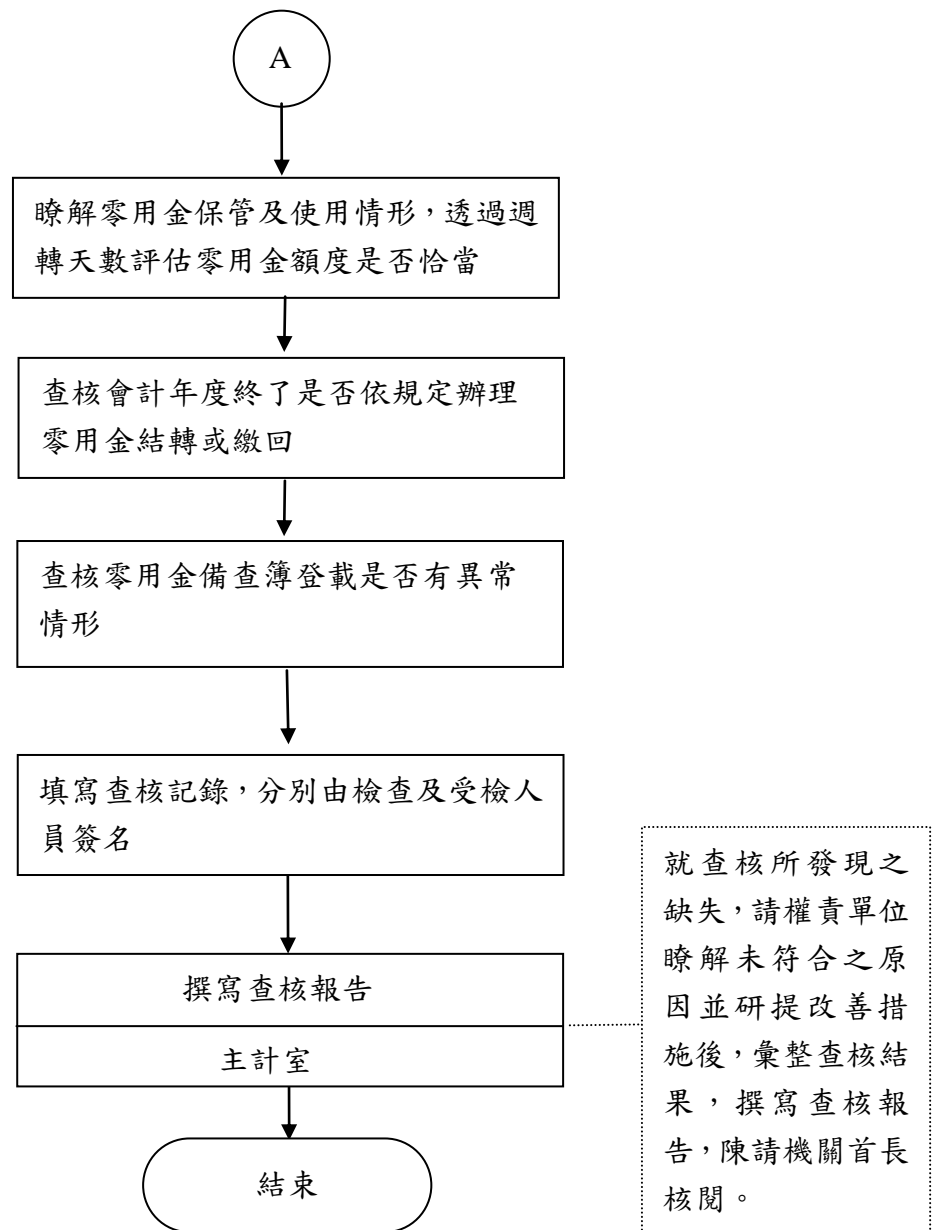 A
瞭解零用金保管及使用情形，透過週
轉天數評估零用金額度是否恰當
查核會計年度終了是否依規定辦理
零用金結轉或繳回
查核零用金備查簿登載是否有異常
情形
填寫查核記錄，分別由檢查及受檢人
員簽名
撰寫查核報告
主計室
就查核所發現之
缺失，請權責單位
瞭解未符合之原
因並研提改善措
施後，彙整查核結
果，撰寫查核報
告，陳請機關首長
核閱。
結束